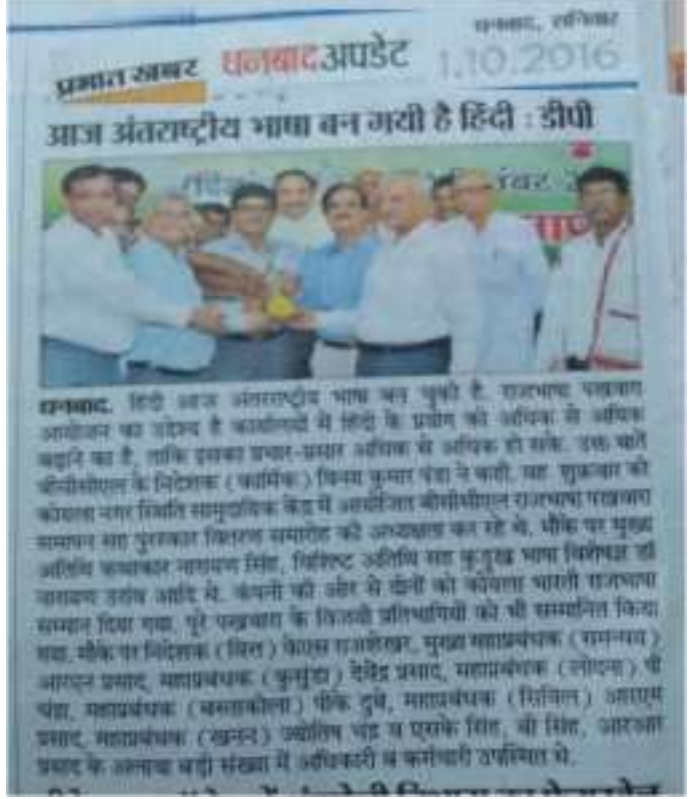 धनबाद, शनिवार
प्रभात खबर धनबाद अपडेट 1.10.2016
आज अंतराष्ट्रीय भाषा बन गयी है हिंदी : डीपी
धनबाद. हिंदी आज अंतराष्ट्रीय भाषा बन चुकी है. राजभाषा पखवारा
आयोजन का उद्देश्य है कार्यालयों में हिंदी के प्रयोग को अधिक से अधिक
बढ़ाने का है, ताकि इसका प्रचार-प्रसार अधिक से अधिक हो सके. उक्त बातें
बीसीसीएल के निदेशक (कार्मिक) विनय कुमार पंडा ने कही. वह शुक्रवार को
कोयला नगर स्थिति सामुदायिक केंद्र में आयोजित बीसीसीएल राजभाषा पखवारा
समापन सह पुरस्कार वितरण समारोह की अध्यक्षता कर रहे थे. मौके पर मुख्य
अतिथि कथाकार नारायण सिंह, विशिष्ट अतिथि सह कुड़ुख भाषा विशेषज्ञ डॉ
नारायण उरांव आदि थे. कंपनी की ओर से दोनों को कोयला भारती राजभाषा
सम्मान दिया गया. पूरे पखवारा के विजयी प्रतिभागियों को भी सम्मानित किया
गया. मौके पर निदेशक (वित्त) केएस राजशेखर, मुख्य महाप्रबंधक (समन्वय)
आरएन प्रसाद, महाप्रबंधक (कुसुंडा) देवेंद्र प्रसाद, महाप्रबंधक (लोदना) पी
चंद्रा, महाप्रबंधक (बस्ताकोला) पीके दुबे, महाप्रबंधक (सिविल) आरएम
प्रसाद, महाप्रबंधक (खनन) ज्योतिष चंद्र व एसके सिंह, बी सिंह, आरआर
प्रसाद के अलावा बड़ी संख्या में अधिकारी व कर्मचारी उपस्थित थे.